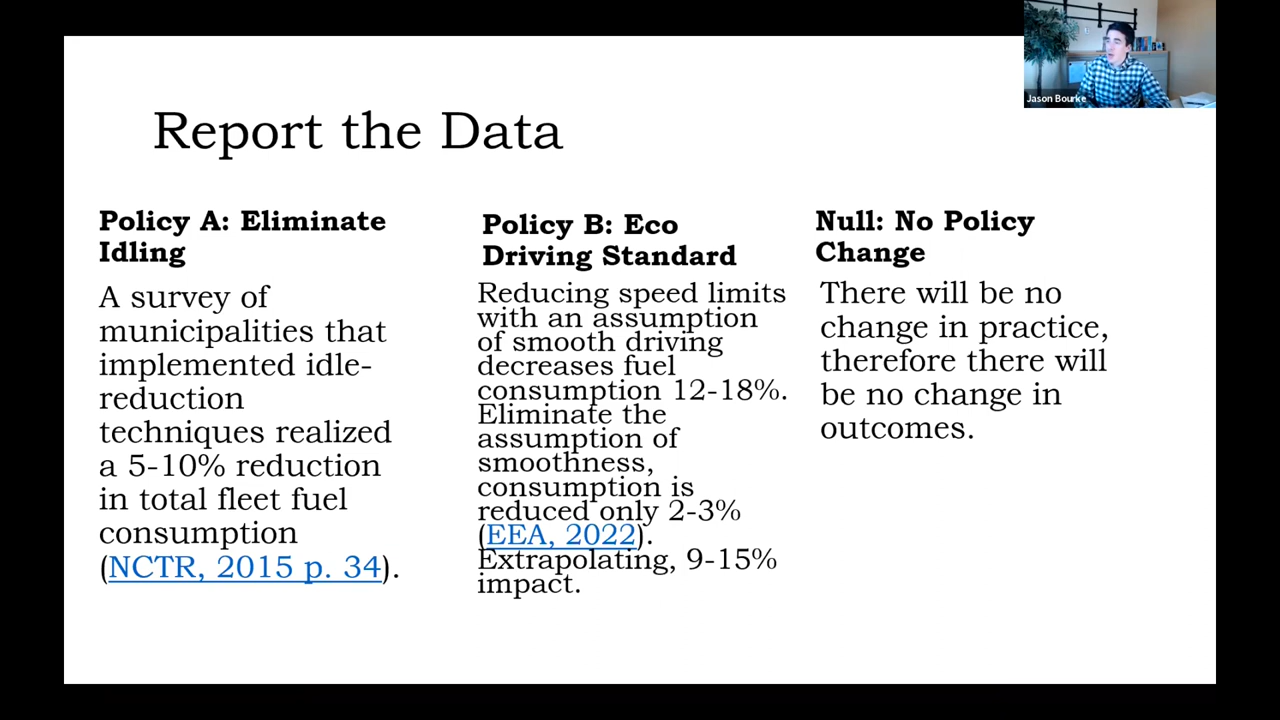 Jason Bourke
Report the Data
Policy A: Eliminate
Idling
A survey of
municipalities that
implemented idle-
reduction
techniques realized
a 5-10% reduction
in total fleet fuel
consumption
(NCTR, 2015 p. 34).
Policy B: Eco
Driving Standard
Reducing speed limits
with an assumption
of smooth driving
decreases fuel
consumption 12-18%.
Eliminate the
assumption of
smoothness,
consumption is
reduced only 2-3%
(EEA, 2022).
Extrapolating, 9-15%
impact.
Null: No Policy
Change
There will be no
change in practice,
therefore there will
be no change in
outcomes.